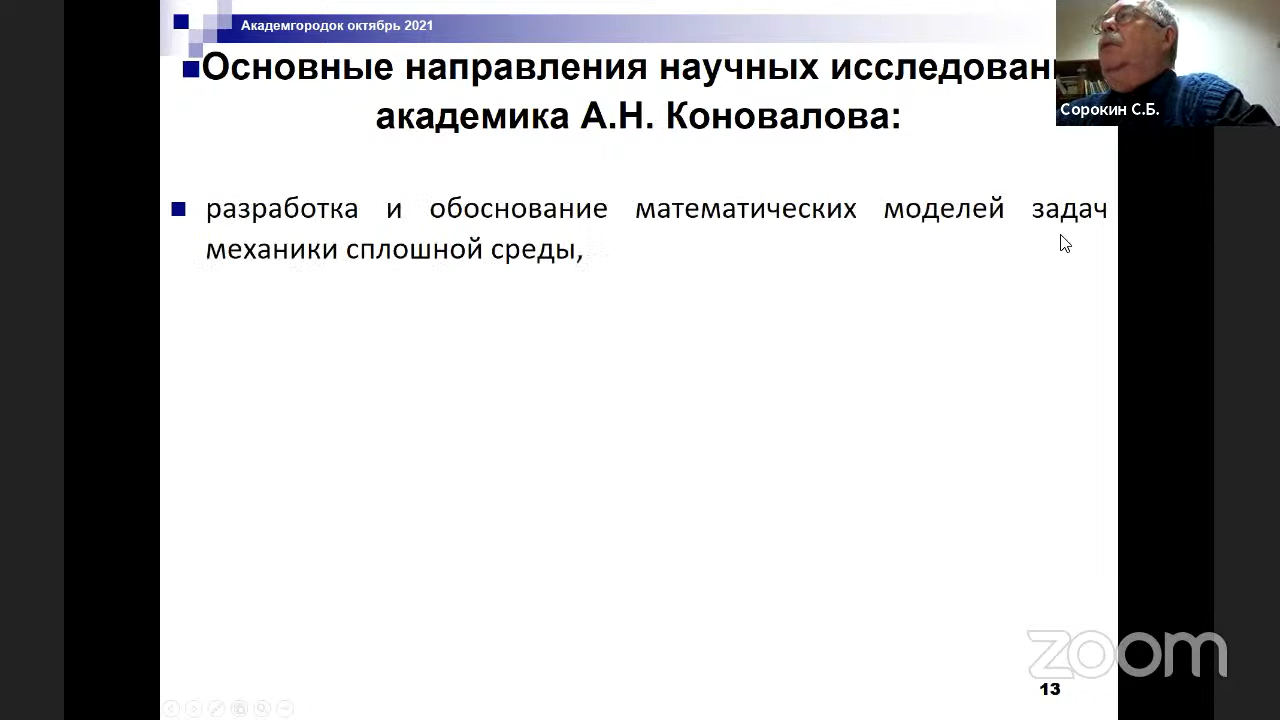 Академгородок октябрь 2021
Основные направления научных исследован
академика А.Н. Коновалова:
Сорокин С.Б.
разработка и обоснование математических моделей задач
механики сплошной среды,
zoom
13